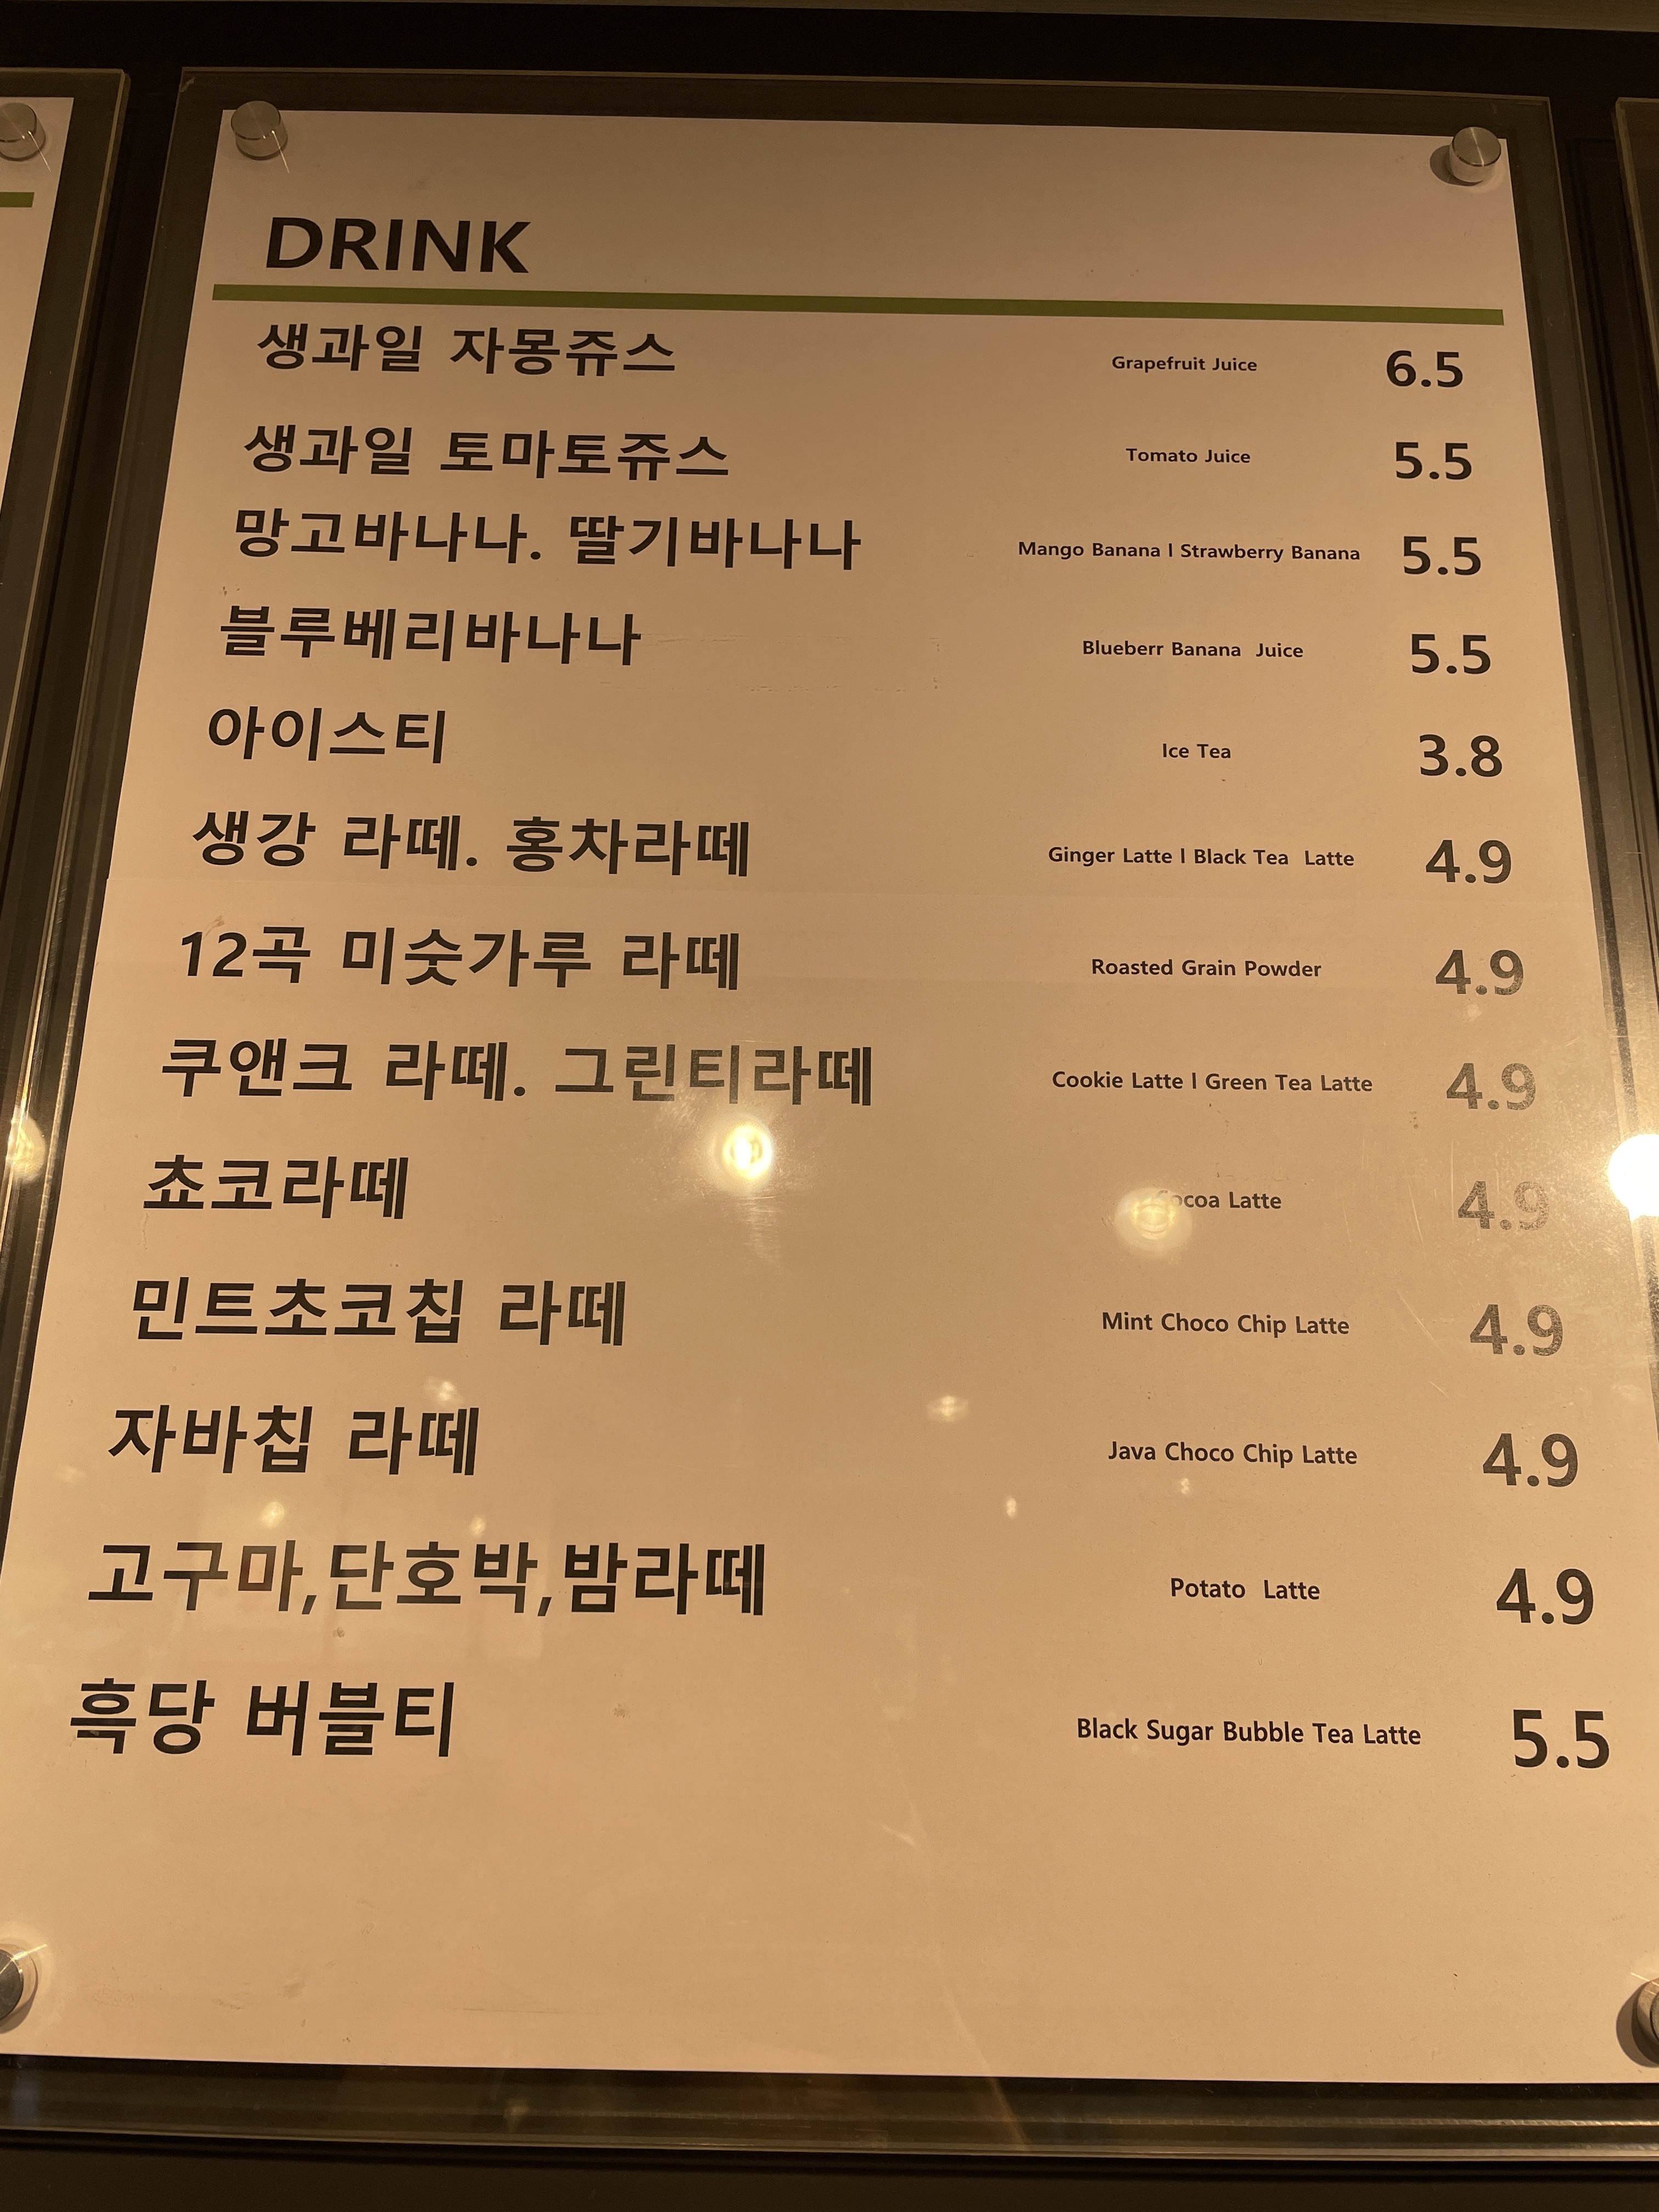 DRINK
생과일 자몽쥬스 Grapefruit Juice 6.5
생과일 토마토쥬스 Tomato Juice 5.5
망고바나나. 딸기바나나 Mango Banana l Strawberry Banana 5.5
블루베리바나나 Blueberr Banana Juice 5.5
아이스티 Ice Tea 3.8
생강 라떼. 홍차라떼 Ginger Latte l Black Tea Latte 4.9
12곡 미숫가루 라떼 Roasted Grain Powder 4.9
쿠앤크 라떼. 그린티라떼 Cookie Latte l Green Tea Latte 4.9
쵸코라떼 Cocoa Latte 4.9
민트초코칩 라떼 Mint Choco Chip Latte 4.9
자바칩 라떼 Java Choco Chip Latte 4.9
고구마,단호박,밤라떼 Potato Latte 4.9
흑당 버블티 Black Sugar Bubble Tea Latte 5.5